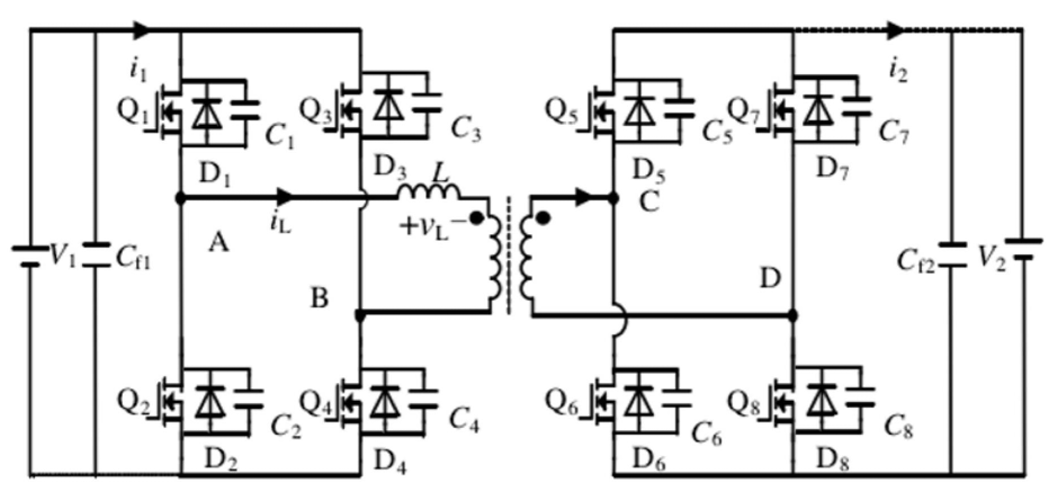 i1 i2
Q1 Q3 Q5 Q7
C1 C3 C5 C7
D1 D3 D5 D7
L
iL +vL− C
A
V1 Cf1 B D Cf2 V2
Q2 Q4 Q6 Q8
C2 C4 C6 C8
D2 D4 D6 D8